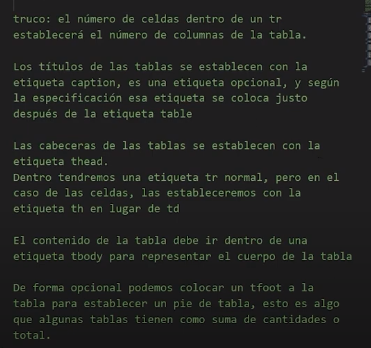 truco: el número de celdas dentro de un tr
establecerá el número de columnas de la tabla.
Los títulos de las tablas se establecen con la
etiqueta caption, es una etiqueta opcional, y según
la especificación esa etiqueta se coloca justo
después de la etiqueta table
Las cabeceras de las tablas se establecen con la
etiqueta thead.
Dentro tendremos una etiqueta tr normal, pero en el
caso de las celdas, las estableceremos con la
etiqueta th en lugar de td
El contenido de la tabla debe ir dentro de una
etiqueta tbody para representar el cuerpo de la tabla
De forma opcional podemos colocar un tfoot a la
tabla para establecer un pie de tabla, esto es algo
que algunas tablas tienen como suma de cantidades o
total.